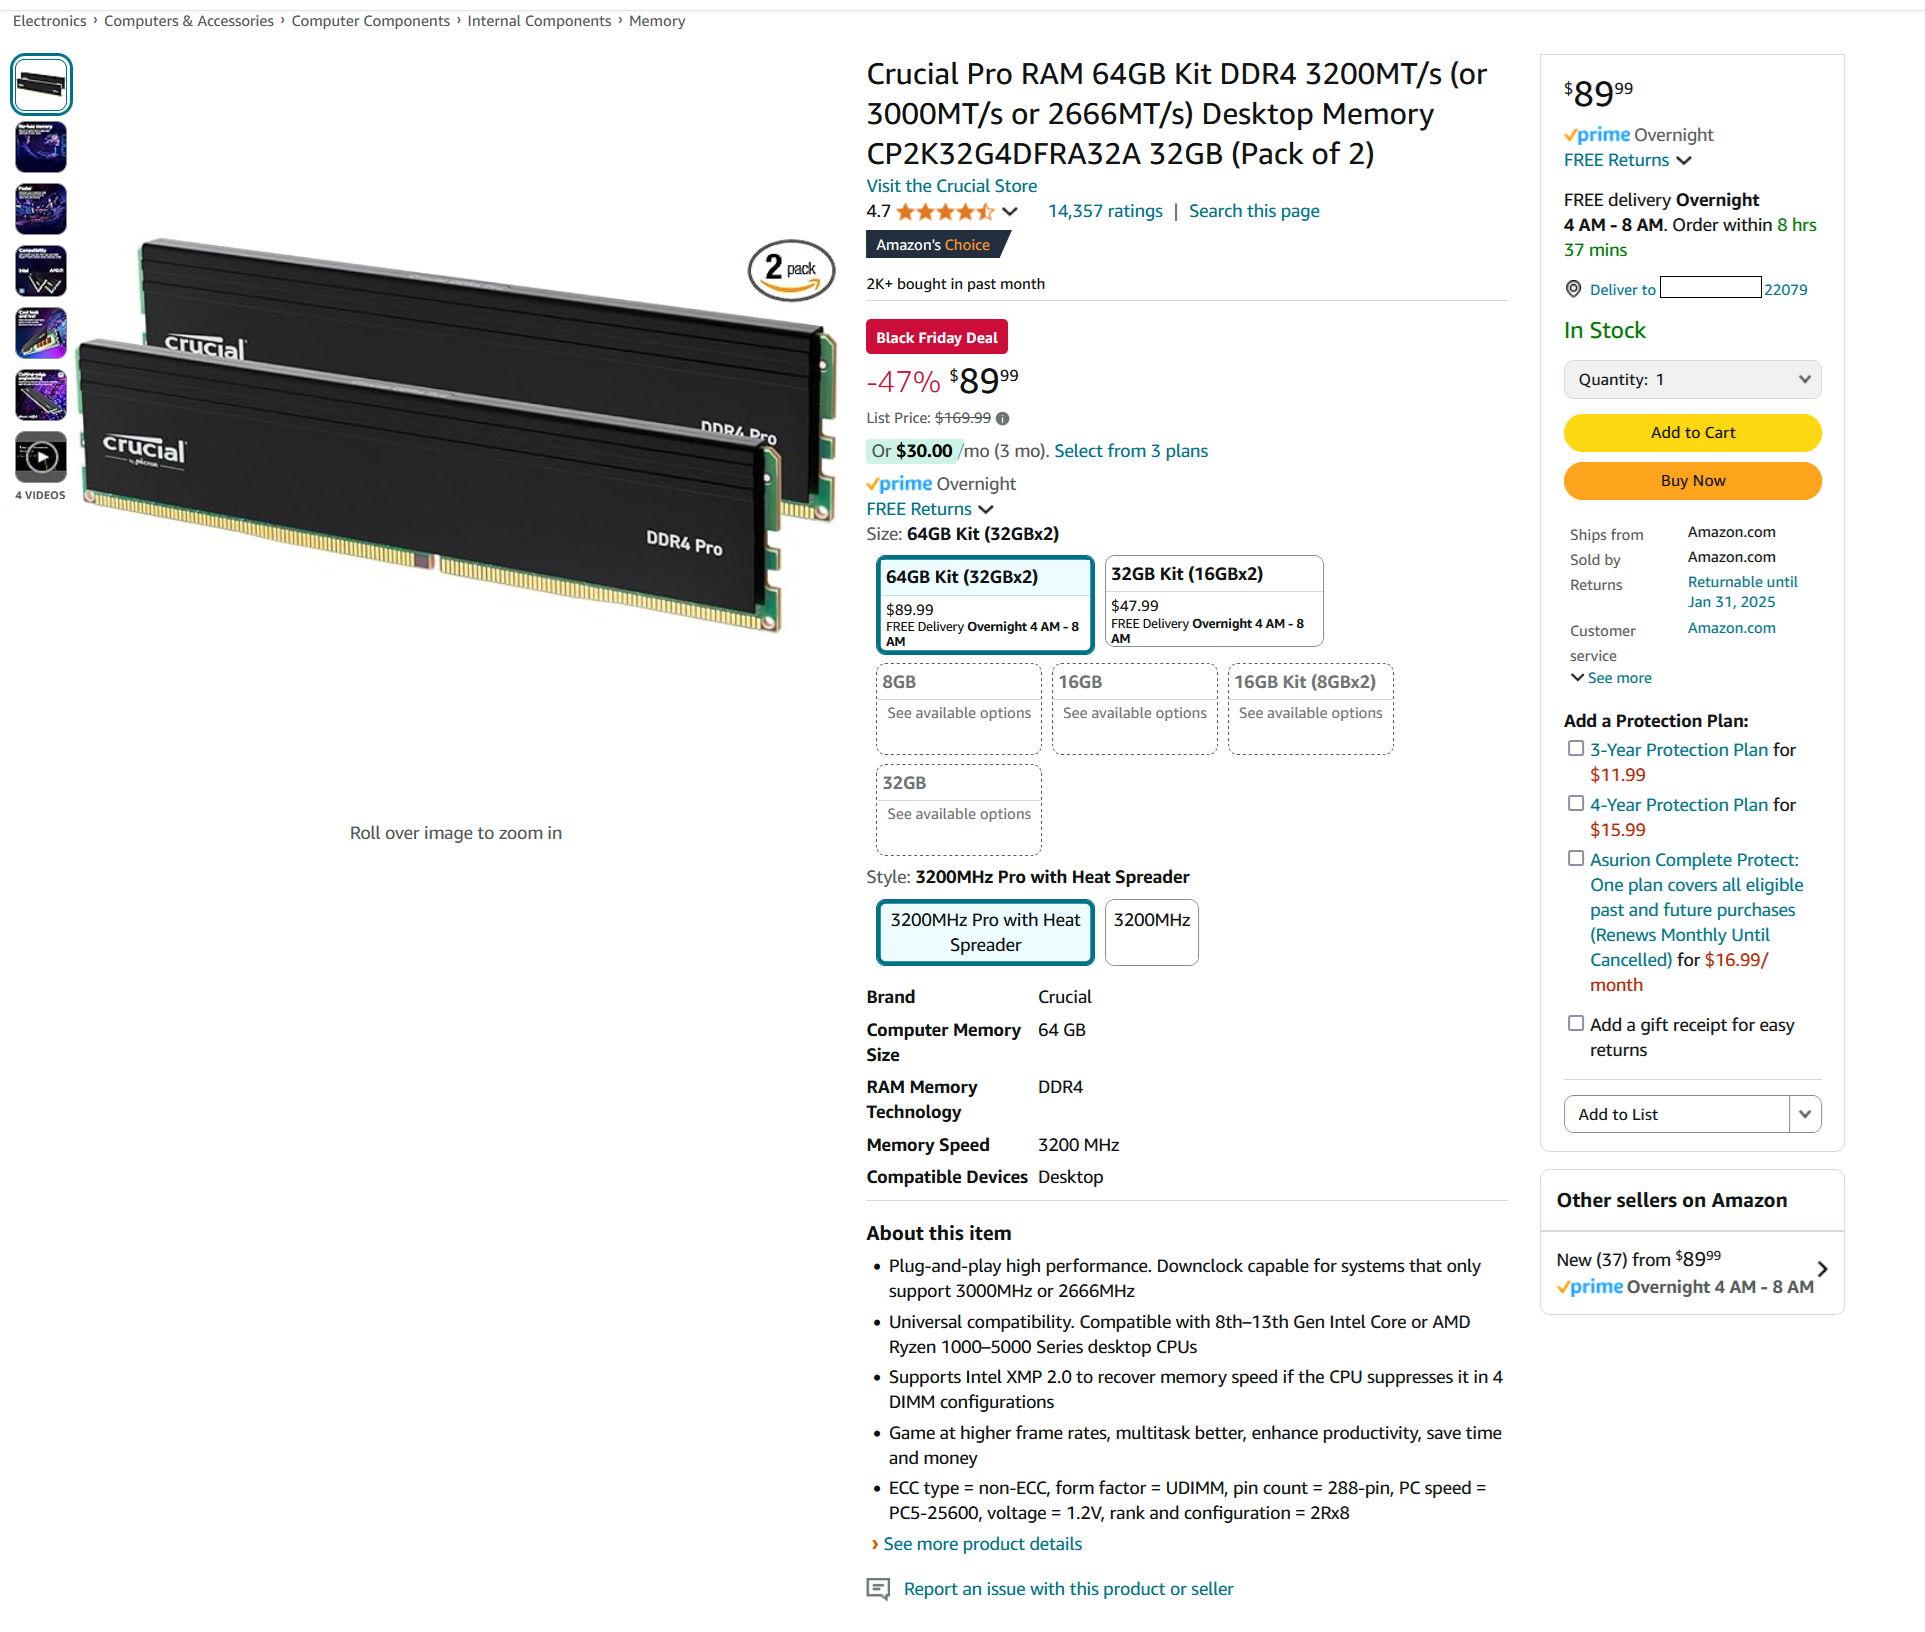 Electronics › Computers & Accessories › Computer Components › Internal Components › Memory
4 VIDEOS
2 pack
crucial
DDR4 Pro
crucial
by Micron
DDR4 Pro
Roll over image to zoom in
Crucial Pro RAM 64GB Kit DDR4 3200MT/s (or
3000MT/s or 2666MT/s) Desktop Memory
CP2K32G4DFRA32A 32GB (Pack of 2)
Visit the Crucial Store
4.7 14,357 ratings | Search this page
Amazon's Choice
2K+ bought in past month
Black Friday Deal
-47% $89 99
List Price: $169.99
Or $30.00 /mo (3 mo). Select from 3 plans
prime Overnight
FREE Returns
Size: 64GB Kit (32GBx2)
64GB Kit (32GBx2)
$89.99
FREE Delivery Overnight 4 AM - 8
AM
32GB Kit (16GBx2)
$47.99
FREE Delivery Overnight 4 AM - 8
AM
8GB
See available options
16GB
See available options
16GB Kit (8GBx2)
See available options
32GB
See available options
Style: 3200MHz Pro with Heat Spreader
3200MHz Pro with Heat
Spreader
3200MHz
Brand Crucial
Computer Memory 64 GB
Size
RAM Memory DDR4
Technology
Memory Speed 3200 MHz
Compatible Devices Desktop
About this item
• Plug-and-play high performance. Downclock capable for systems that only
support 3000MHz or 2666MHz
• Universal compatibility. Compatible with 8th–13th Gen Intel Core or AMD
Ryzen 1000–5000 Series desktop CPUs
• Supports Intel XMP 2.0 to recover memory speed if the CPU suppresses it in 4
DIMM configurations
• Game at higher frame rates, multitask better, enhance productivity, save time
and money
• ECC type = non-ECC, form factor = UDIMM, pin count = 288-pin, PC speed =
PC5-25600, voltage = 1.2V, rank and configuration = 2Rx8
› See more product details
Report an issue with this product or seller
$89 99
prime Overnight
FREE Returns
FREE delivery Overnight
4 AM - 8 AM. Order within 8 hrs
37 mins
Deliver to 22079
In Stock
Quantity: 1
Add to Cart
Buy Now
Ships from Amazon.com
Sold by Amazon.com
Returns Returnable until
Jan 31, 2025
Customer Amazon.com
service
See more
Add a Protection Plan:
3-Year Protection Plan for
$11.99
4-Year Protection Plan for
$15.99
Asurion Complete Protect:
One plan covers all eligible
past and future purchases
(Renews Monthly Until
Cancelled) for $16.99/
month
Add a gift receipt for easy
returns
Add to List
Other sellers on Amazon
New (37) from $89 99
prime Overnight 4 AM - 8 AM